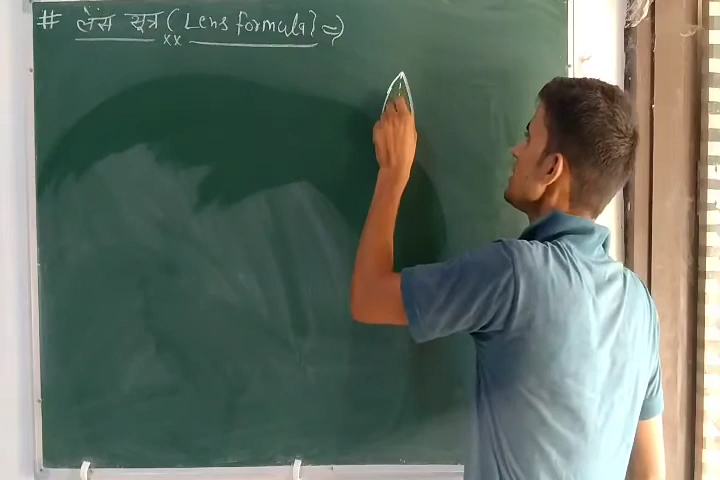 # लेंस सूत्र (Lens formula) =>
xx